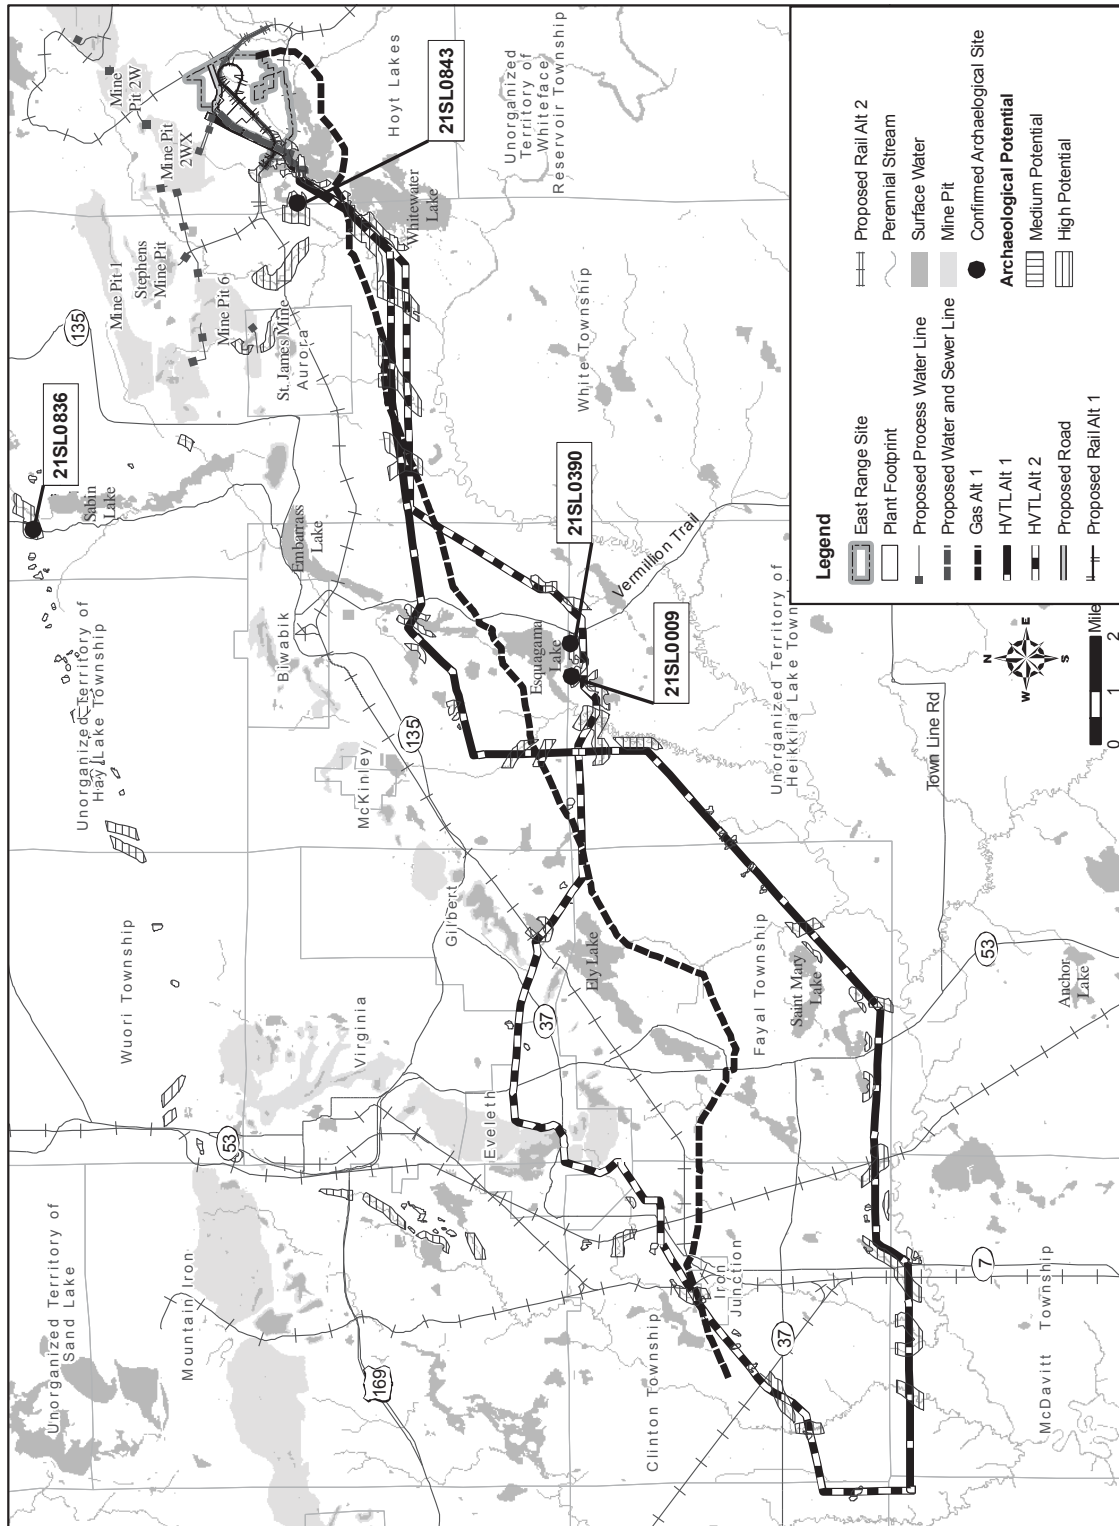 Unorganized Territory of
Sand Lake
Mountain Iron
Wuori Township
Unorganized Territory of
Hay Lake Township
Sabin
Lake
21SL0836
135
Mine Pit 1
Stephens
Mine Pit
Mine Pit 6
St. James Mine
Aurora
Mine Pit
2WX
Mine
Pit 2W
Hoyt Lakes
21SL0843
Whitewater
Lake
Unorganized
Territory of
Whiteface
Reservoir Township
White Township
Embarrass
Lake
Biwabik
McKinley
135
Gilbert
Virginia
53
169
Eveleth
37
Ely Lake
Esquagama
Lake
21SL0390
21SL0009
Vermillion Trail
Unorganized Territory of
Heikkila Lake Town
Town Line Rd
Fayal Township
Saint Mary
Lake
53
Anchor
Lake
Iron
Junction
Clinton Township
37
7
McDavitt Township
N
E
S
W
0 1 2
Mile
Legend
East Range Site
Plant Footprint
Proposed Process Water Line
Proposed Water and Sewer Line
Gas Alt 1
HVTL Alt 1
HVTL Alt 2
Proposed Road
Proposed Rail Alt 1
Proposed Rail Alt 2
Perennial Stream
Surface Water
Mine Pit
Confirmed Archaelogical Site
Archaeological Potential
Medium Potential
High Potential